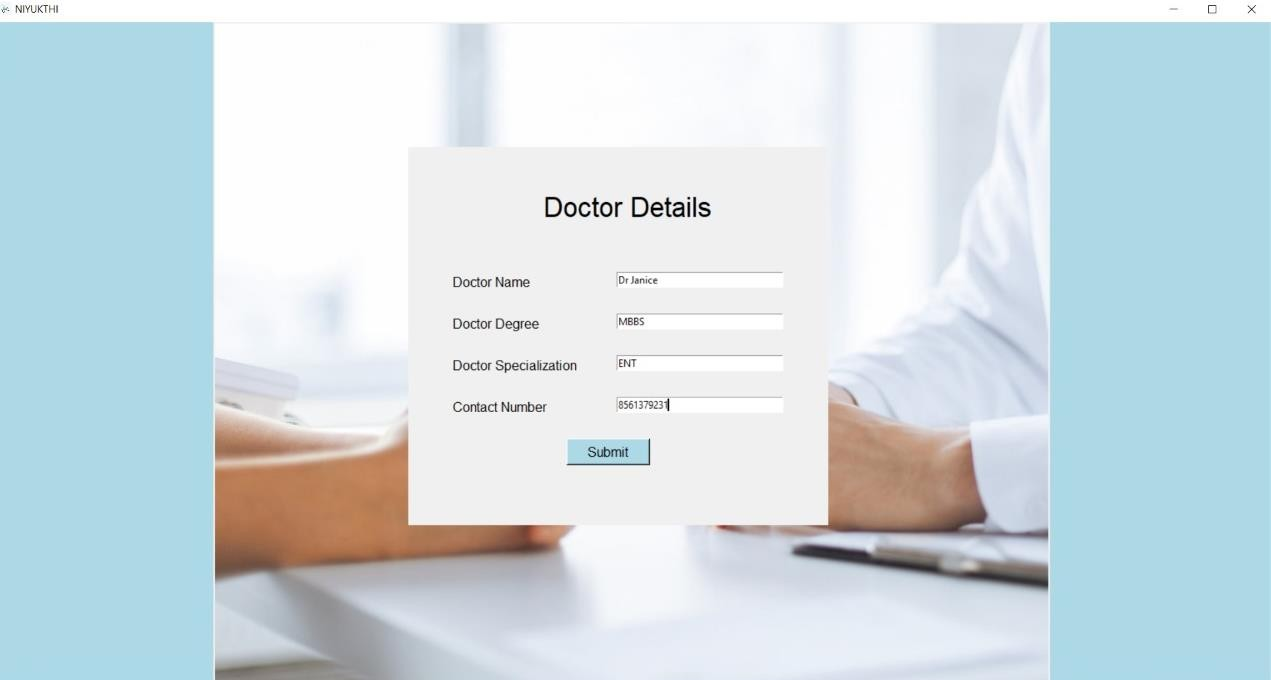 NIYUKTHI
Doctor Details
Doctor Name Dr Janice
Doctor Degree MBBS
Doctor Specialization ENT
Contact Number 8561379231
Submit